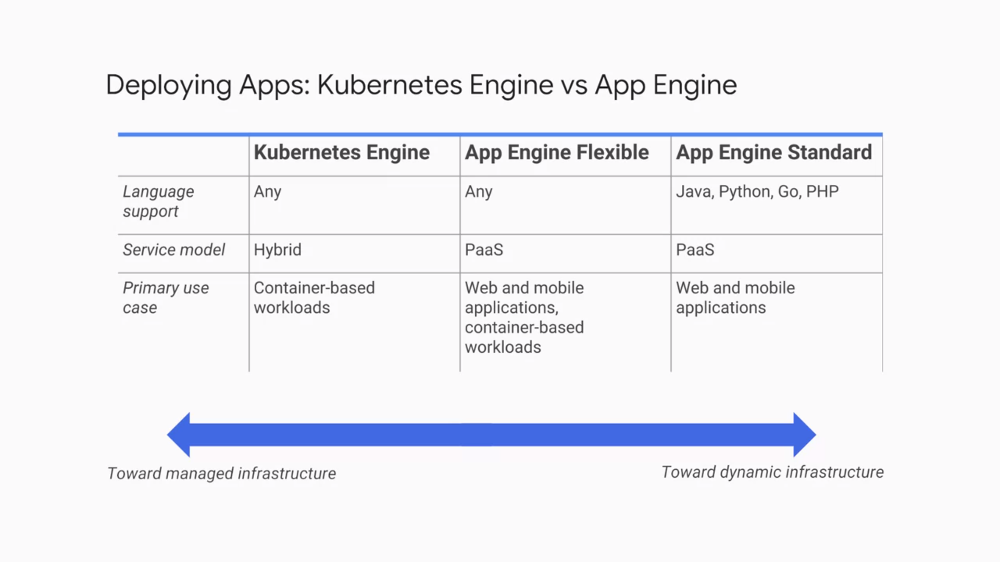 Deploying Apps: Kubernetes Engine vs App Engine
Kubernetes Engine
App Engine Flexible
App Engine Standard
Language
support
Any
Any
Java, Python, Go, PHP
Service model
Hybrid
PaaS
PaaS
Primary use
case
Container-based
workloads
Web and mobile
applications,
container-based
workloads
Web and mobile
applications
Toward managed infrastructure
Toward dynamic infrastructure